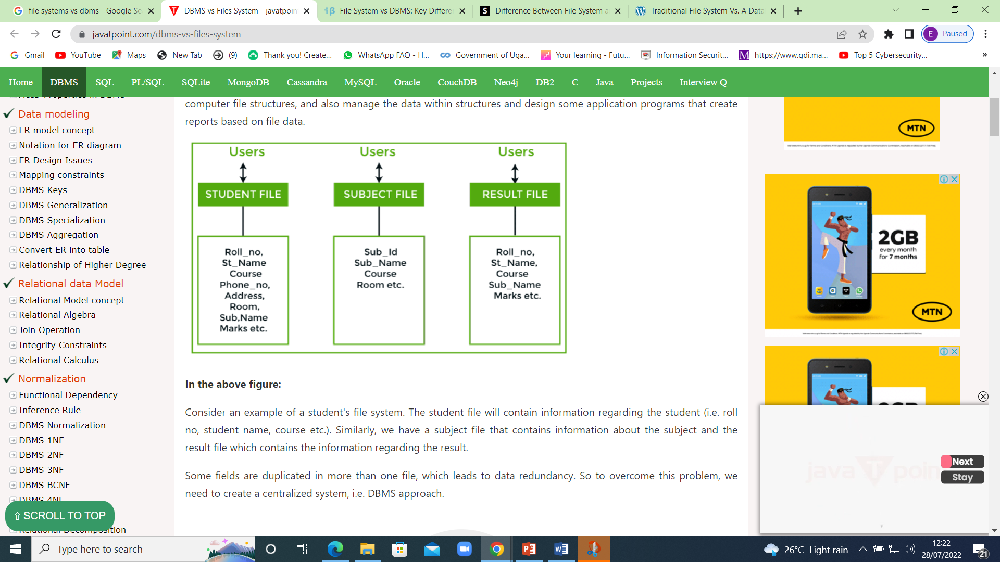 file systems vs dbms - Google Se
DBMS vs Files System - javatpoin
File System vs DBMS: Key Differe
Difference Between File System a
Traditional File System Vs. A Data
javatpoint.com/dbms-vs-files-system
E Paused
Gmail
YouTube
Maps
New Tab
(9)
Thank you! Create...
WhatsApp FAQ - H...
Government of Uga...
Your learning - Futu...
Information Securit...
https://www.gdi.ma...
Top 5 Cybersecurity...
»
Home
DBMS
SQL
PL/SQL
SQLite
MongoDB
Cassandra
MySQL
Oracle
CouchDB
Neo4j
DB2
C
Java
Projects
Interview Q
Data modeling
ER model concept
Notation for ER diagram
ER Design Issues
Mapping constraints
DBMS Keys
DBMS Generalization
DBMS Specialization
DBMS Aggregation
Convert ER into table
Relationship of Higher Degree
Relational data Model
Relational Model concept
Relational Algebra
Join Operation
Integrity Constraints
Relational Calculus
Normalization
Functional Dependency
Inference Rule
DBMS Normalization
DBMS 1NF
DBMS 2NF
DBMS 3NF
DBMS BCNF
DBMS 4NF
⇧ SCROLL TO TOP
Relational Decomposition
computer file structures, and also manage the data within structures and design some application programs that create
reports based on file data.
Users
STUDENT FILE
Roll_no,
St_Name
Course
Phone_no,
Address,
Room,
Sub,Name
Marks etc.
Users
SUBJECT FILE
Sub_Id
Sub_Name
Course
Room etc.
Users
RESULT FILE
Roll_no,
St_Name,
Course
Sub_Name
Marks etc.
In the above figure:
Consider an example of a student's file system. The student file will contain information regarding the student (i.e. roll
no, student name, course etc.). Similarly, we have a subject file that contains information about the subject and the
result file which contains the information regarding the result.
Some fields are duplicated in more than one file, which leads to data redundancy. So to overcome this problem, we
need to create a centralized system, i.e. DBMS approach.
MTN
2GB
every month
for 7 months
MTN
2GB
java T point
Next
Stay
Type here to search
26°C Light rain
12:22
28/07/2022
21